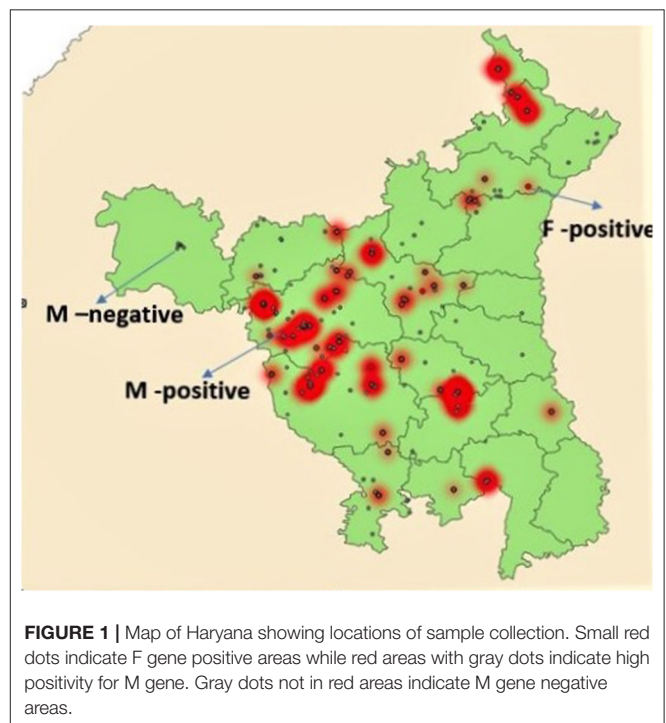 F -positive
M –negative
M -positive
FIGURE 1 | Map of Haryana showing locations of sample collection. Small red
dots indicate F gene positive areas while red areas with gray dots indicate high
positivity for M gene. Gray dots not in red areas indicate M gene negative
areas.